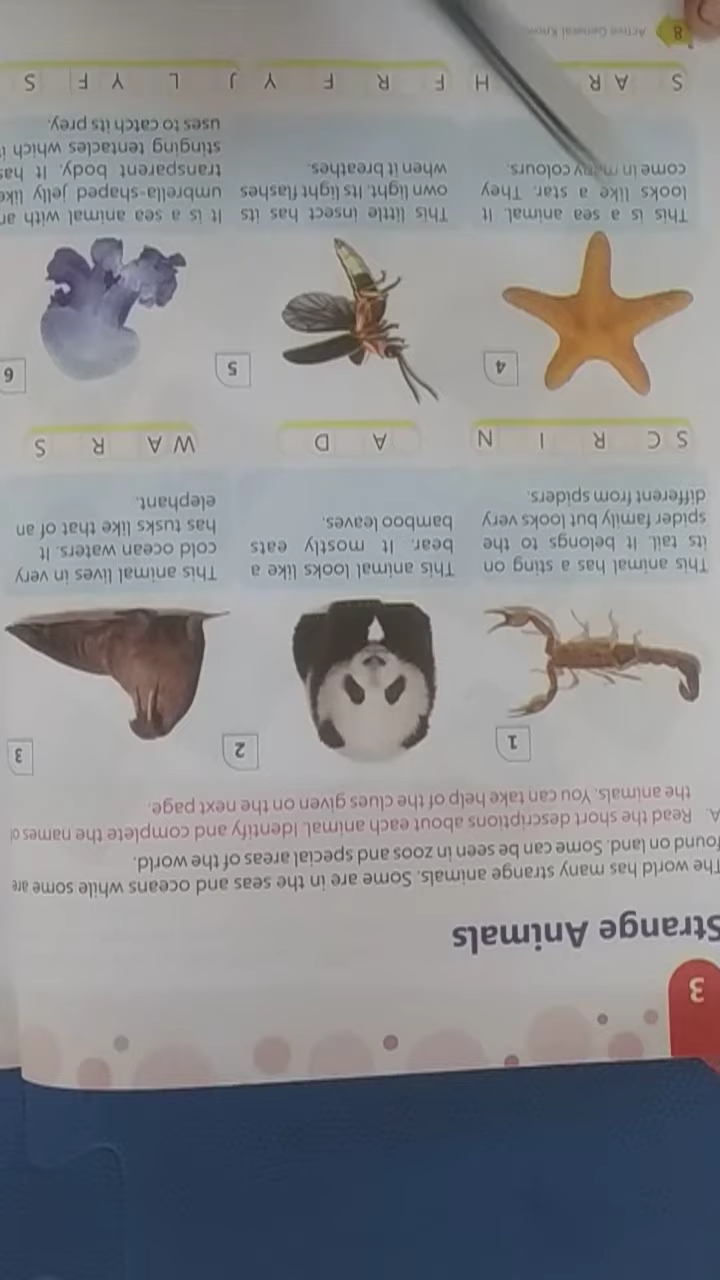 3
Strange Animals
The world has many strange animals. Some are in the seas and oceans while some are
found on land. Some can be seen in zoos and special areas of the world.
A. Read the short descriptions about each animal. Identify and complete the names of
the animals. You can take help of the clues given on the next page.
1
This animal has a sting on
its tail. It belongs to the
spider family but looks very
different from spiders.
S C R I N
2
This animal looks like a
bear. It mostly eats
bamboo leaves.
A D
3
This animal lives in very
cold ocean waters. It
has tusks like that of an
elephant.
W A R S
4
This is a sea animal. It
looks like a star. They
come in many colours.
S A R H
5
This little insect has its
own light. Its light flashes
when it breathes.
F R F Y
6
It is a sea animal with an
umbrella-shaped jelly like
transparent body. It has
stinging tentacles which
uses to catch its prey.
J L Y F S
8 Active General